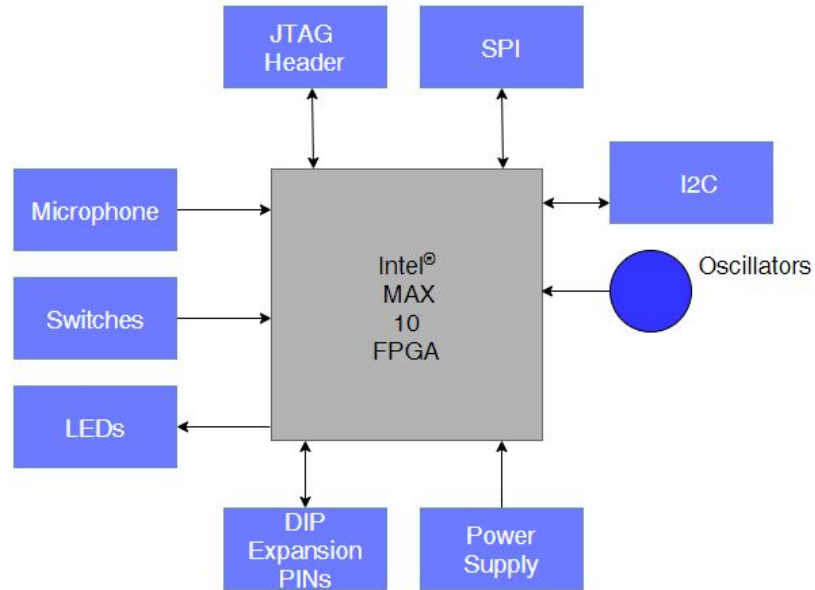 JTAG
Header
SPI
Microphone
I2C
Intel®
MAX
10
FPGA
Oscillators
Switches
LEDs
DIP
Expansion
PINs
Power
Supply